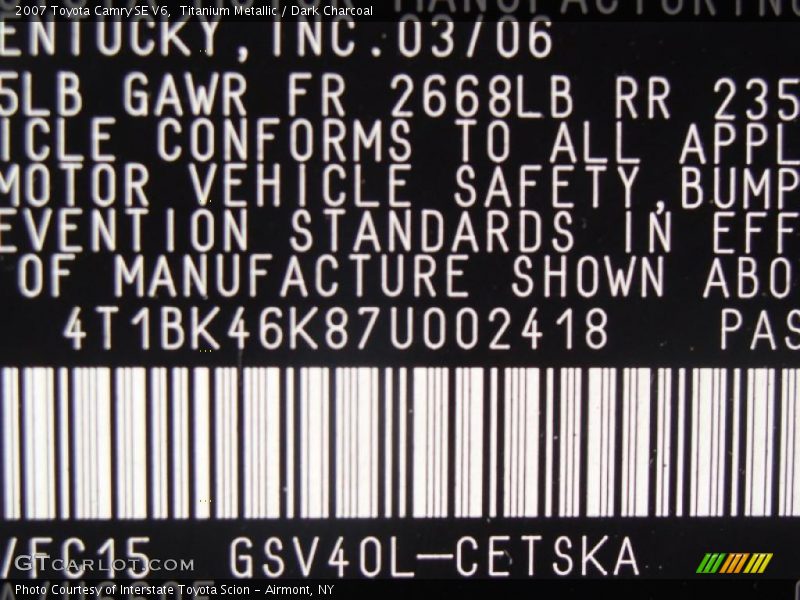 2007 Toyota Camry SE V6,  Titanium Metallic / Dark Charcoal
ENTUCKY, INC. 03/06
5LB GAWR FR 2668LB RR 235
ICLE CONFORMS TO ALL APPL
MOTOR VEHICLE SAFETY, BUMP
EVENTION STANDARDS IN EFF
OF MANUFACTURE SHOWN ABO
4T1BK46K87U002418 PAS
/FC15 GSV40L-CETSKA
GTCARLOT.COM
Photo Courtesy of Interstate Toyota Scion - Airmont, NY